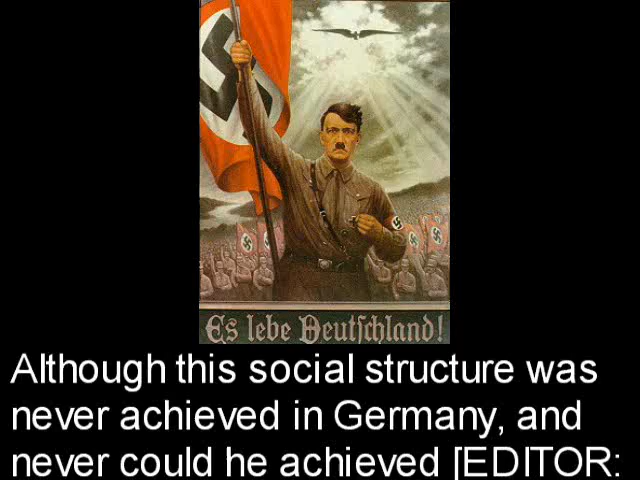 Es lebe Deutſchland!
Although this social structure was
never achieved in Germany, and
never could he achieved [EDITOR: